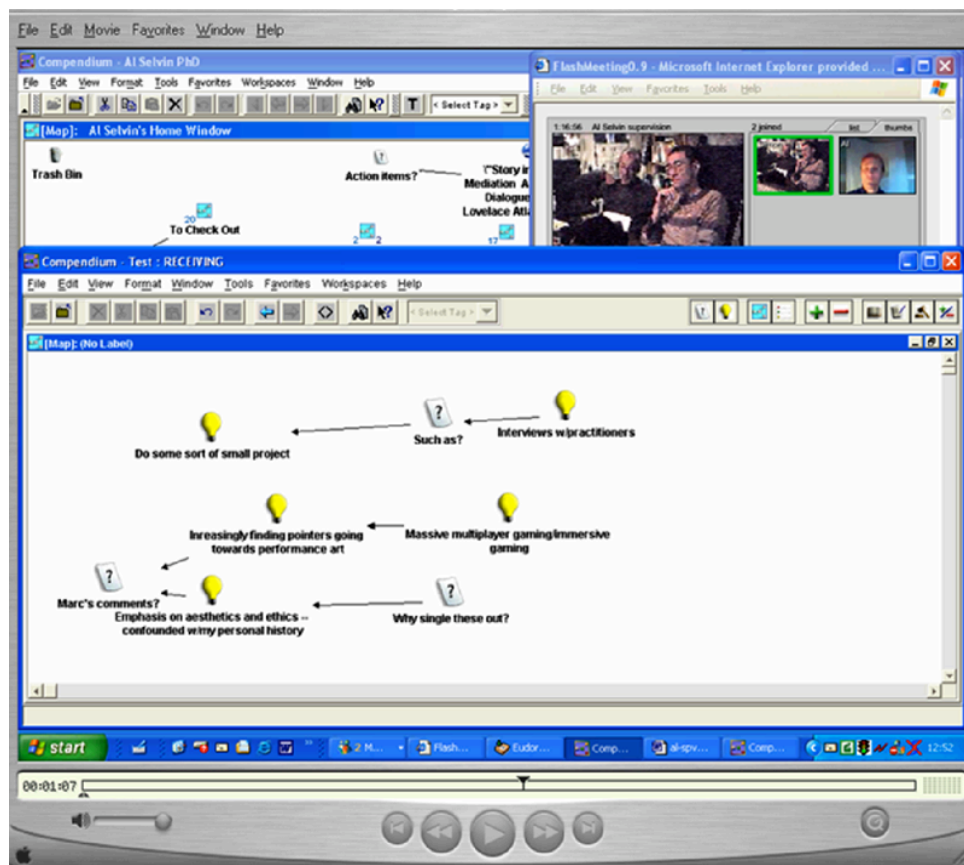 File Edit Movie Favorites Window Help
Compendium - Al Selvin PhD
File Edit View Format Tools Favorites Workspaces Window Help
T < Select Tag >
[Map]: Al Selvin's Home Window
Trash Bin
Action items?
"Story in
Mediation A
Dialogue
Lovelace Atla
20
To Check Out
2 2
17
FlashMeeting0.9 - Microsoft Internet Explorer provided ...
File Edit View Favorites Tools Help
1:16:56 Al Selvin supervision 2 joined list thumbs
Al
Compendium - Test : RECEIVING
File Edit View Format Window Tools Favorites Workspaces Help
< Select Tag >
[Map]: (No Label)
?
Such as?
Interviews w/practitioners
Do some sort of small project
Inreasingly finding pointers going
towards performance art
Massive multiplayer gaming/immersive
gaming
?
Marc's comments?
Emphasis on aesthetics and ethics --
confounded w/my personal history
?
Why single these out?
start 2 M... Flash... Eudor... Comp... al-spv... Comp... 12:52
00:01:07